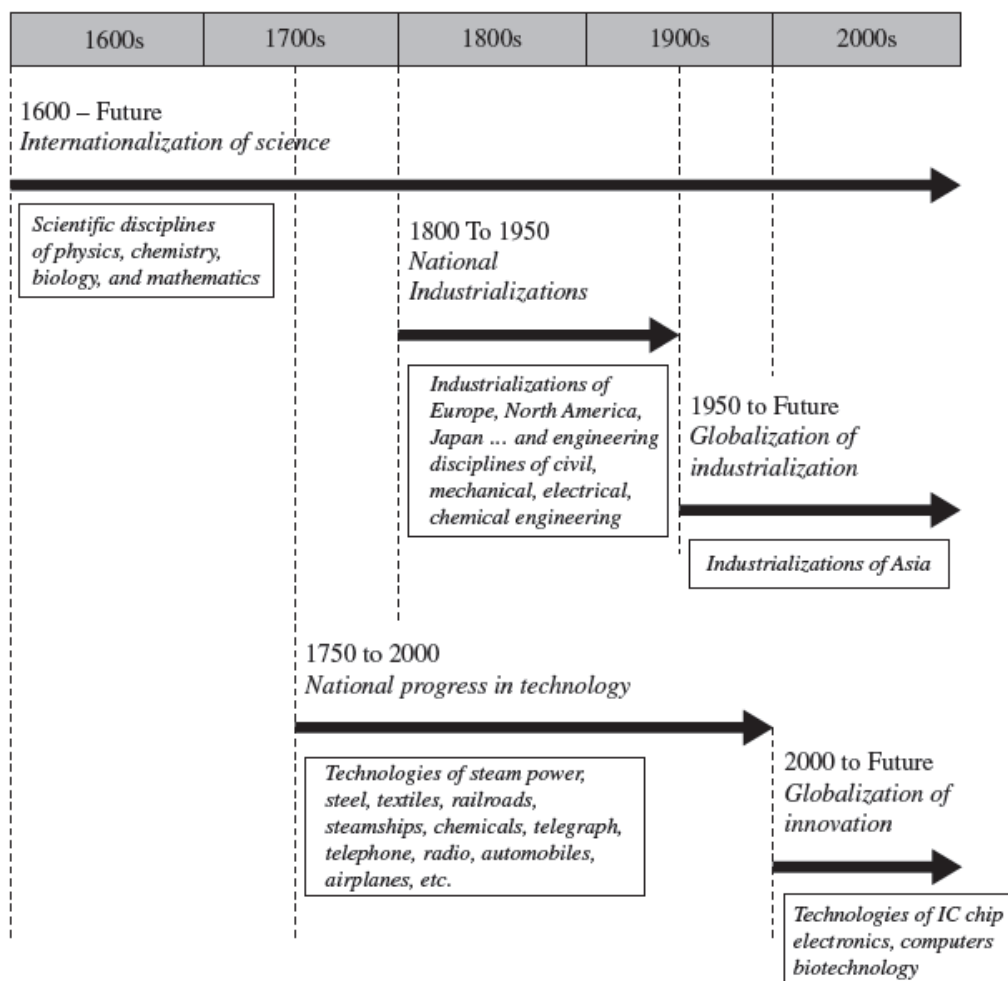 1600s 1700s 1800s 1900s 2000s
1600 – Future
Internationalization of science
Scientific disciplines
of physics, chemistry,
biology, and mathematics
1800 To 1950
National
Industrializations
Industrializations of
Europe, North America,
Japan ... and engineering
disciplines of civil,
mechanical, electrical,
chemical engineering
1950 to Future
Globalization of
industrialization
Industrializations of Asia
1750 to 2000
National progress in technology
Technologies of steam power,
steel, textiles, railroads,
steamships, chemicals, telegraph,
telephone, radio, automobiles,
airplanes, etc.
2000 to Future
Globalization of
innovation
Technologies of IC chip
electronics, computers
biotechnology